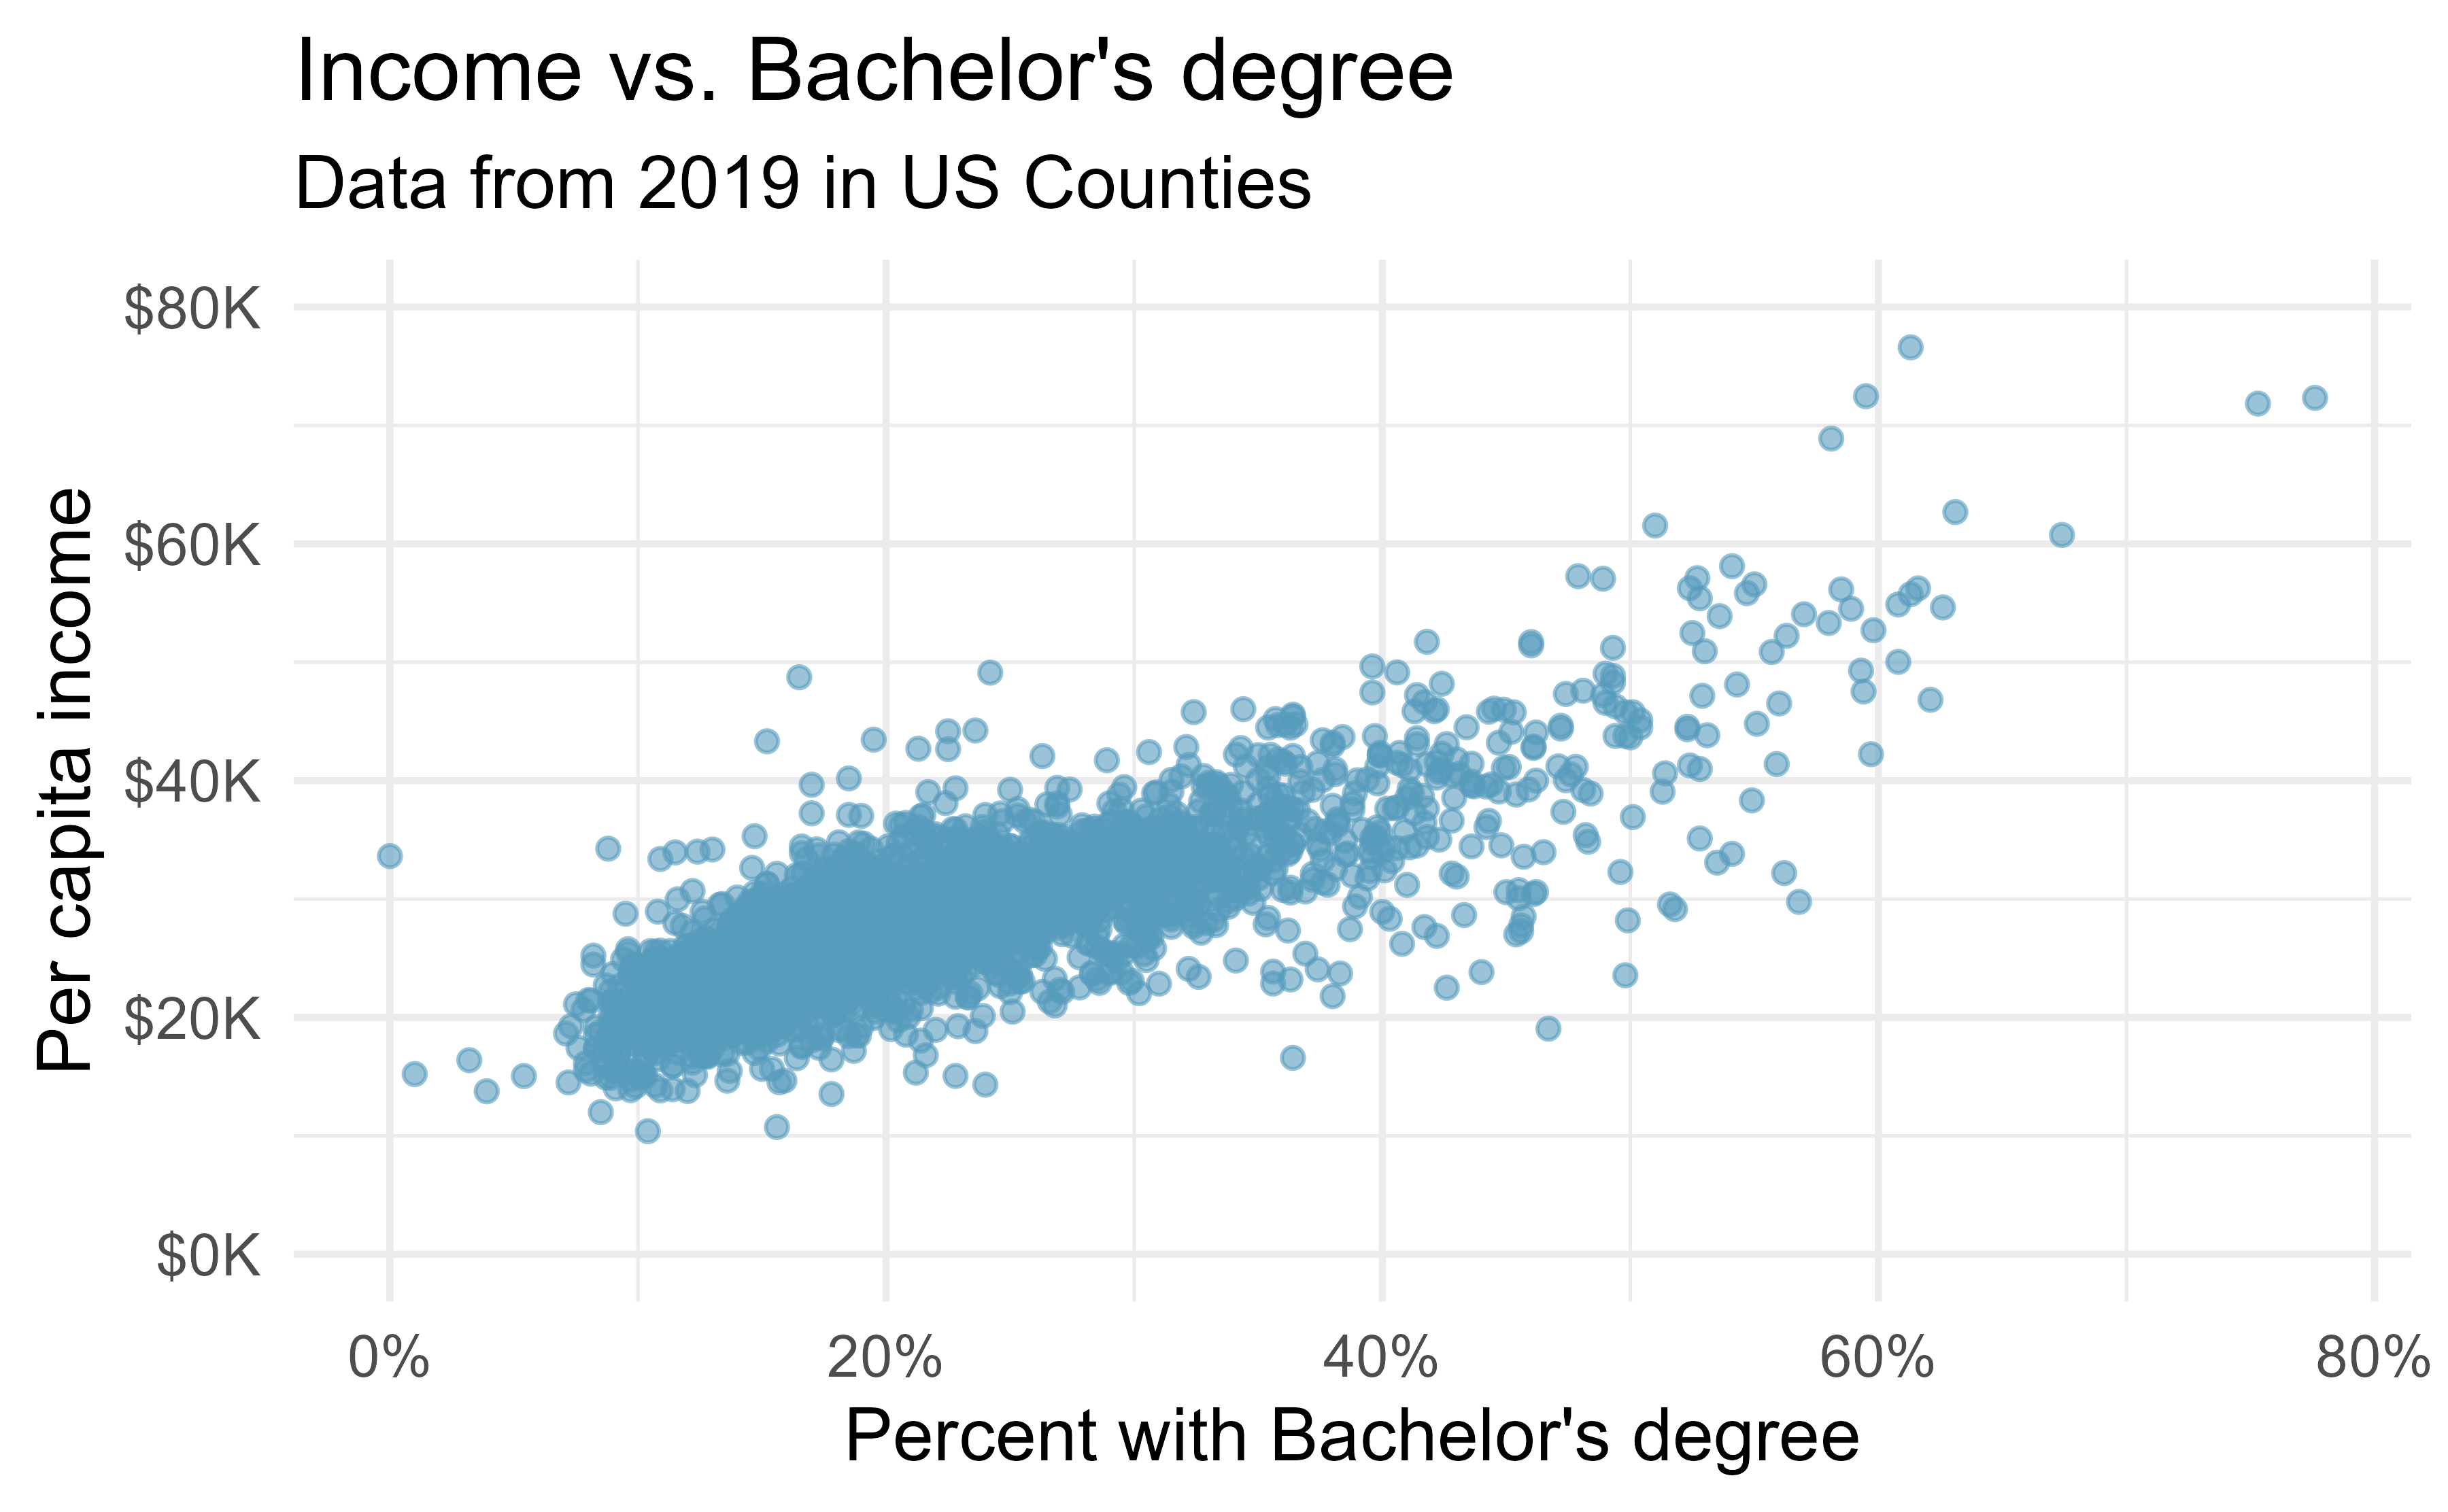 Income vs. Bachelor's degree
Data from 2019 in US Counties
$80K
$60K
$40K
$20K
$0K
Per capita income
0% 20% 40% 60% 80%
Percent with Bachelor's degree